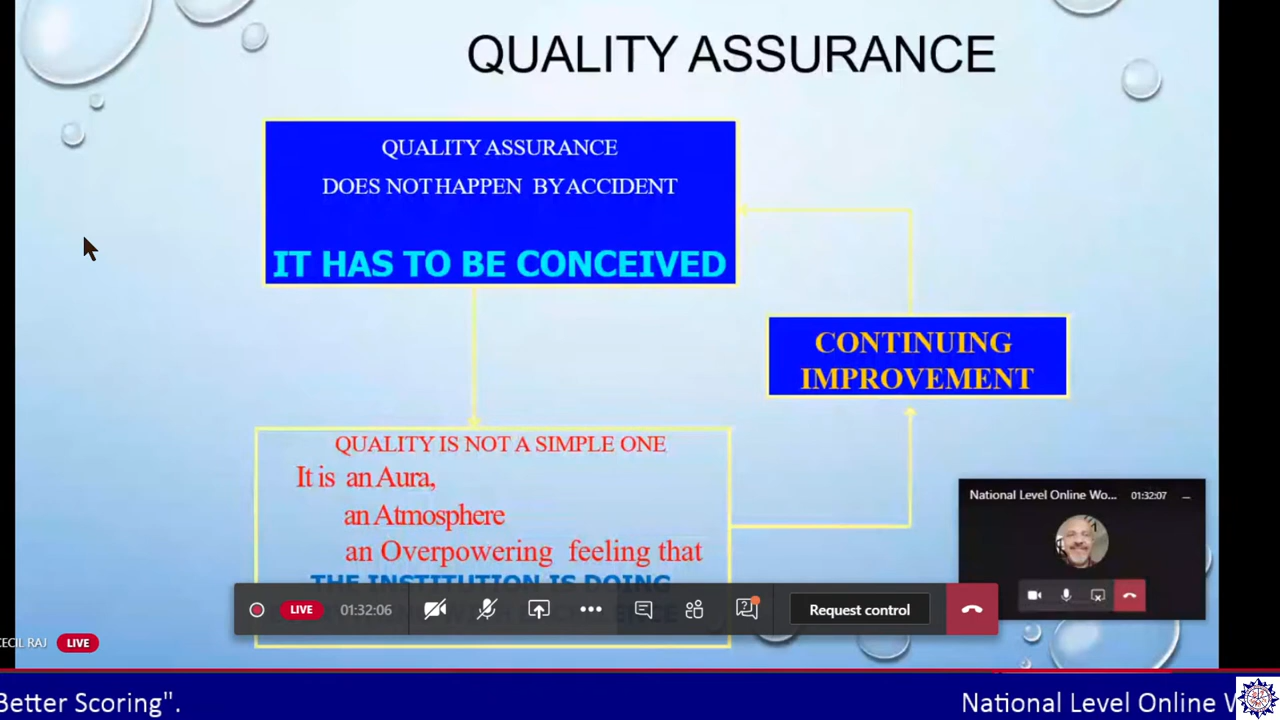 QUALITY ASSURANCE
QUALITY ASSURANCE
DOES NOT HAPPEN BY ACCIDENT
IT HAS TO BE CONCEIVED
CONTINUING
IMPROVEMENT
QUALITY IS NOT A SIMPLE ONE
It is an Aura,
an Atmosphere
an Overpowering feeling that
THE INSTITUTION IS DOING
National Level Online Wo... 01:32:07
LIVE 01:32:06
Request control
CECIL RAJ LIVE
Better Scoring".
National Level Online W